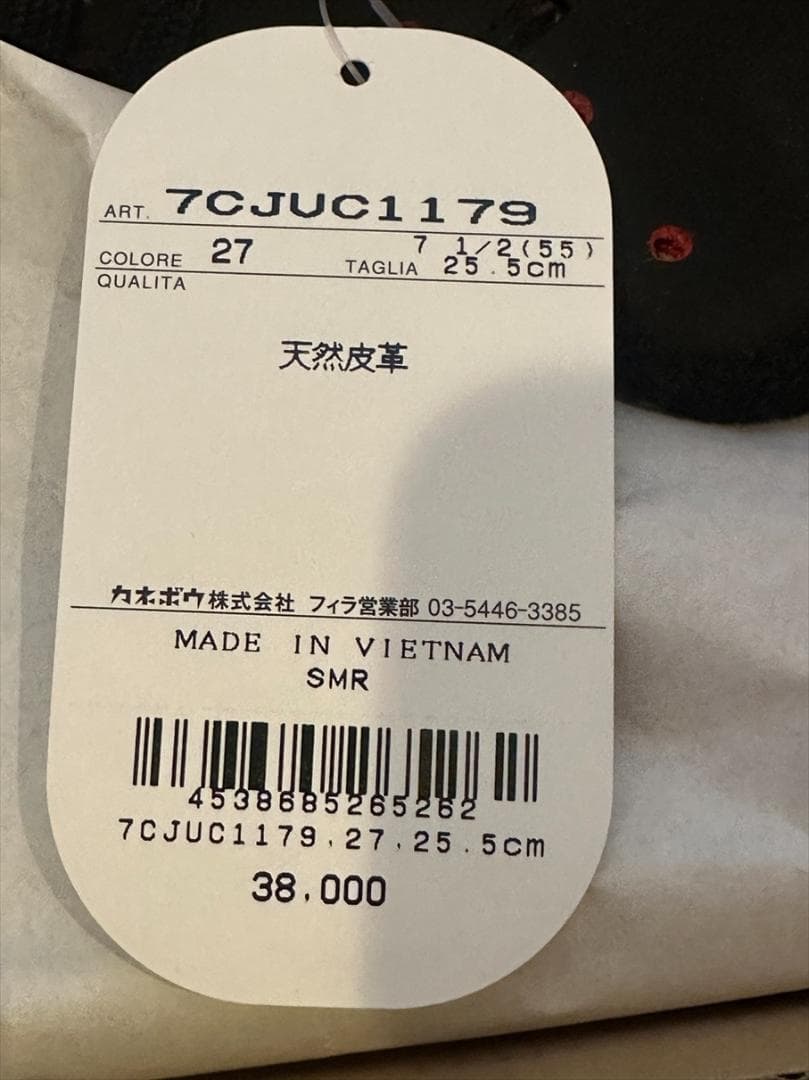 ART. 7CJUC1179
COLORE 27 TAGLIA 7 1/2(55) 25.5cm
QUALITA
天然皮革
カネボウ株式会社 フィラ営業部 03-5446-3385
MADE IN VIETNAM
SMR
4538685265262
7CJUC1179,27,25.5cm
38,000